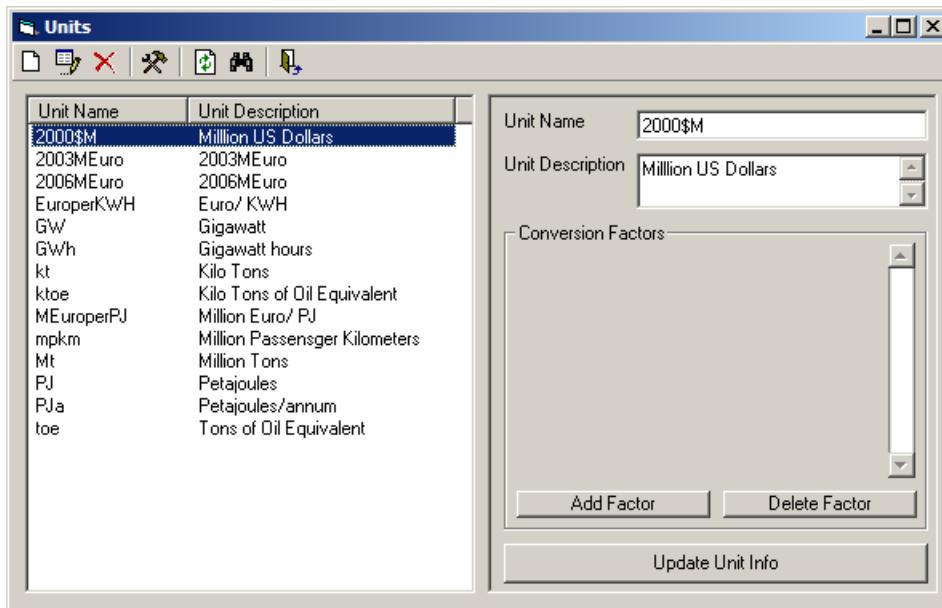 Units
Unit Name Unit Description
2000$M Milllion US Dollars
2003MEuro 2003MEuro
2006MEuro 2006MEuro
EuroperKWH Euro/ KWH
GW Gigawatt
GWh Gigawatt hours
kt Kilo Tons
ktoe Kilo Tons of Oil Equivalent
MEuroperPJ Million Euro/ PJ
mpkm Million Passensger Kilometers
Mt Million Tons
PJ Petajoules
PJa Petajoules/annum
toe Tons of Oil Equivalent
Unit Name 2000$M
Unit Description Milllion US Dollars
Conversion Factors
Add Factor Delete Factor
Update Unit Info